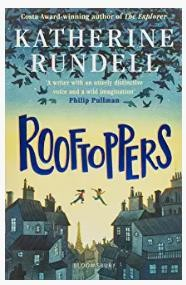 Costa Award-winning author of The Explorer
KATHERINE
RUNDELL
'A writer with an utterly distinctive
voice and a wild imagination'
Philip Pullman
ROOFTOPPERS
BLOOMSBURY